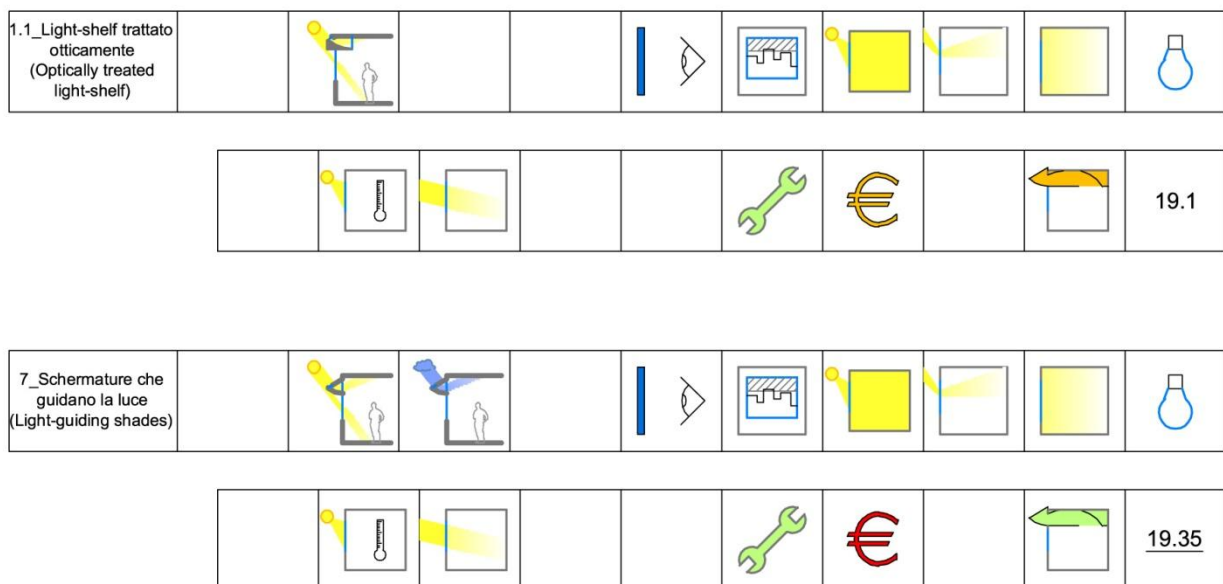 1.1_Light-shelf trattato
otticamente
(Optically treated
light-shelf)
€
19.1
7_Schermature che
guidano la luce
(Light-guiding shades)
€
19.35